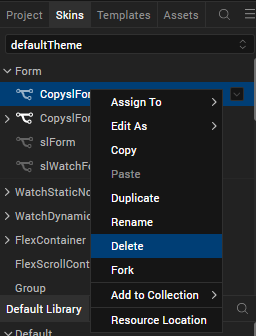 Project Skins Templates Assets
defaultTheme
Form
CopyslFor
CopyslFor
slForm
slWatchFo
WatchStaticNo
WatchDynamic
FlexContainer
FlexScrollCont
Group
Assign To
Edit As
Copy
Paste
Duplicate
Rename
Delete
Fork
Add to Collection
Resource Location
Default Library
Default